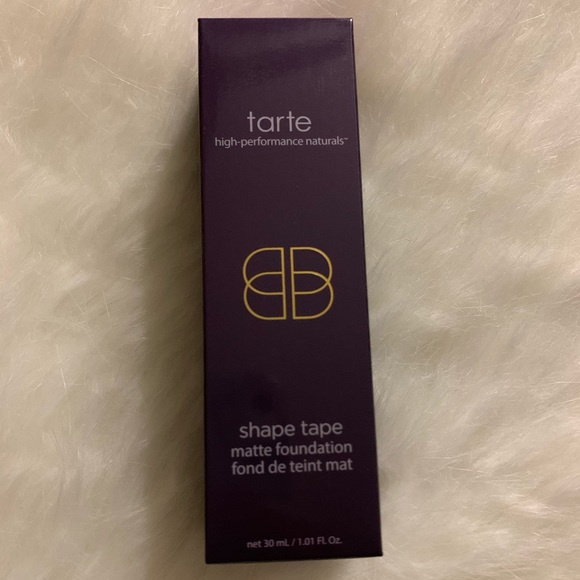 tarte
high-performance naturals™
shape tape
matte foundation
fond de teint mat
net 30 mL / 1.01 FL Oz.